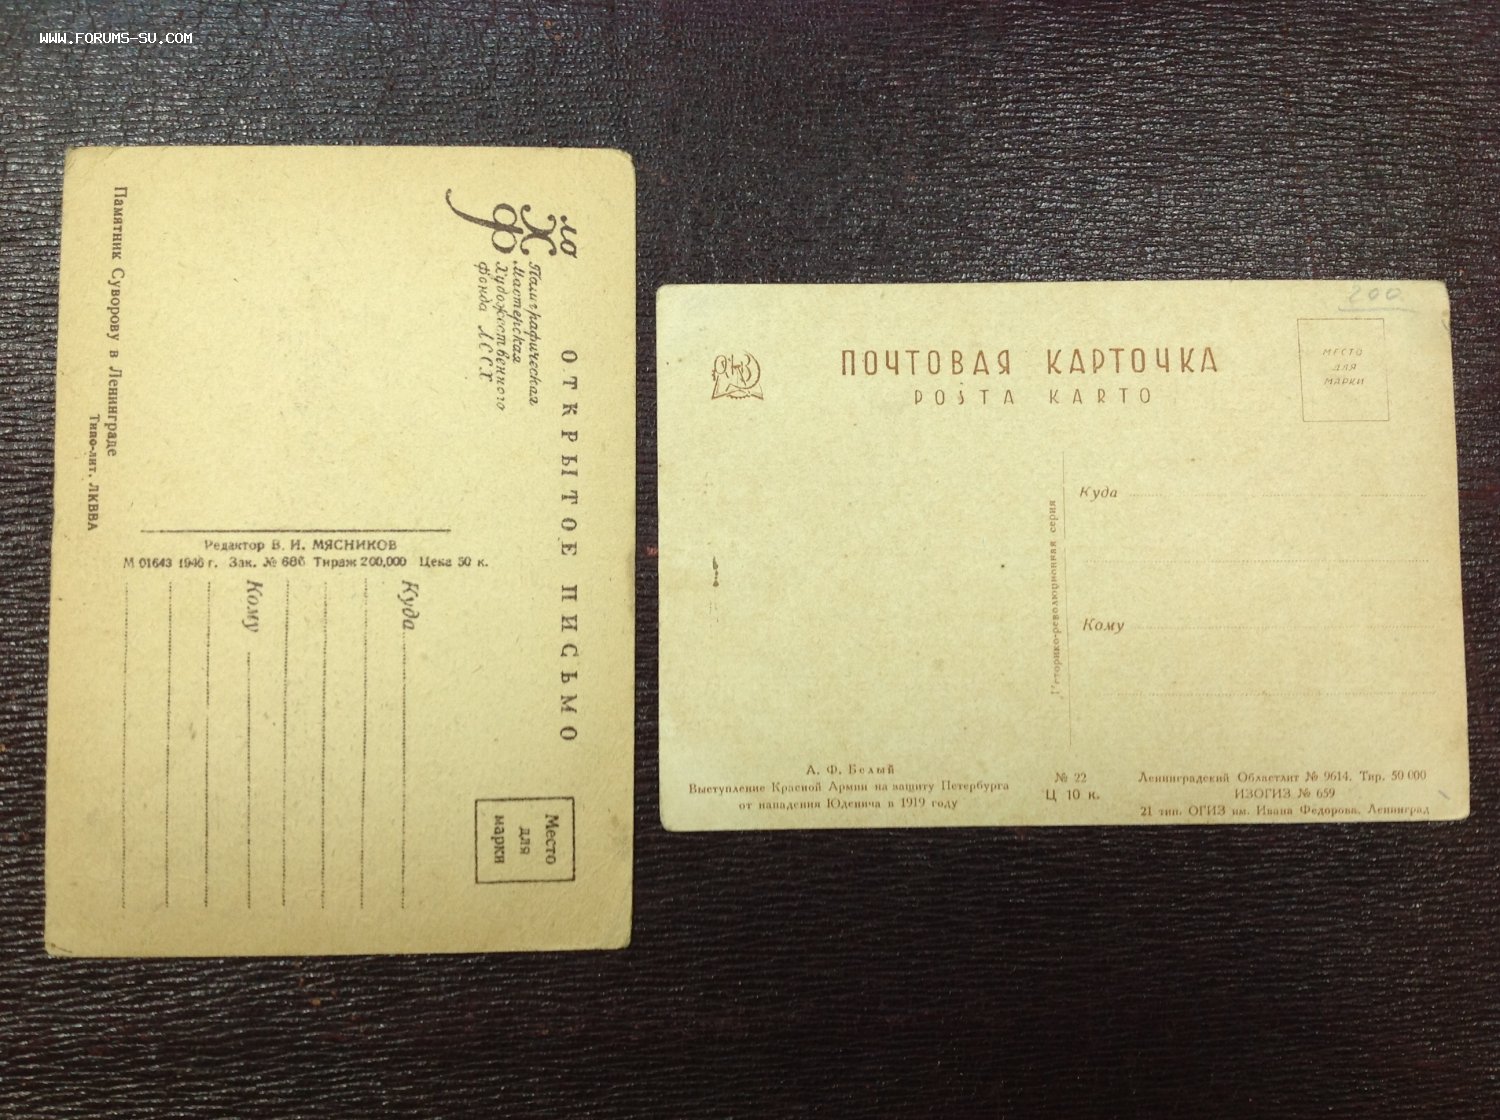 WWW.FORUMS-SU.COM
ОТКРЫТОЕ ПИСЬМО
ЛО
Х
Ф
Полиграфическая
Мастерская
Художественного
Фонда ЛССХ
Памятник Суворову в Ленинграде
Типо-лит. ЛКВВА
Редактор В. И. МЯСНИКОВ
М 01643 1946 г. Зак. № 686 Тираж 200,000 Цена 50 к.
Место
для
марки
Куда
Кому
200
ПОЧТОВАЯ КАРТОЧКА
POŜTA KARTO
МЕСТО
ДЛЯ
МАРКИ
Куда
Кому
Историко-революционная серия
А. Ф. Белый
Выступление Красной Армии на защиту Петербурга
от нападения Юденича в 1919 году
№ 22
Ц 10 к.
Ленинградский Областлит № 9614. Тир. 50 000
ИЗОГИЗ № 659
21 тип. ОГИЗ им. Ивана Федорова, Ленинград